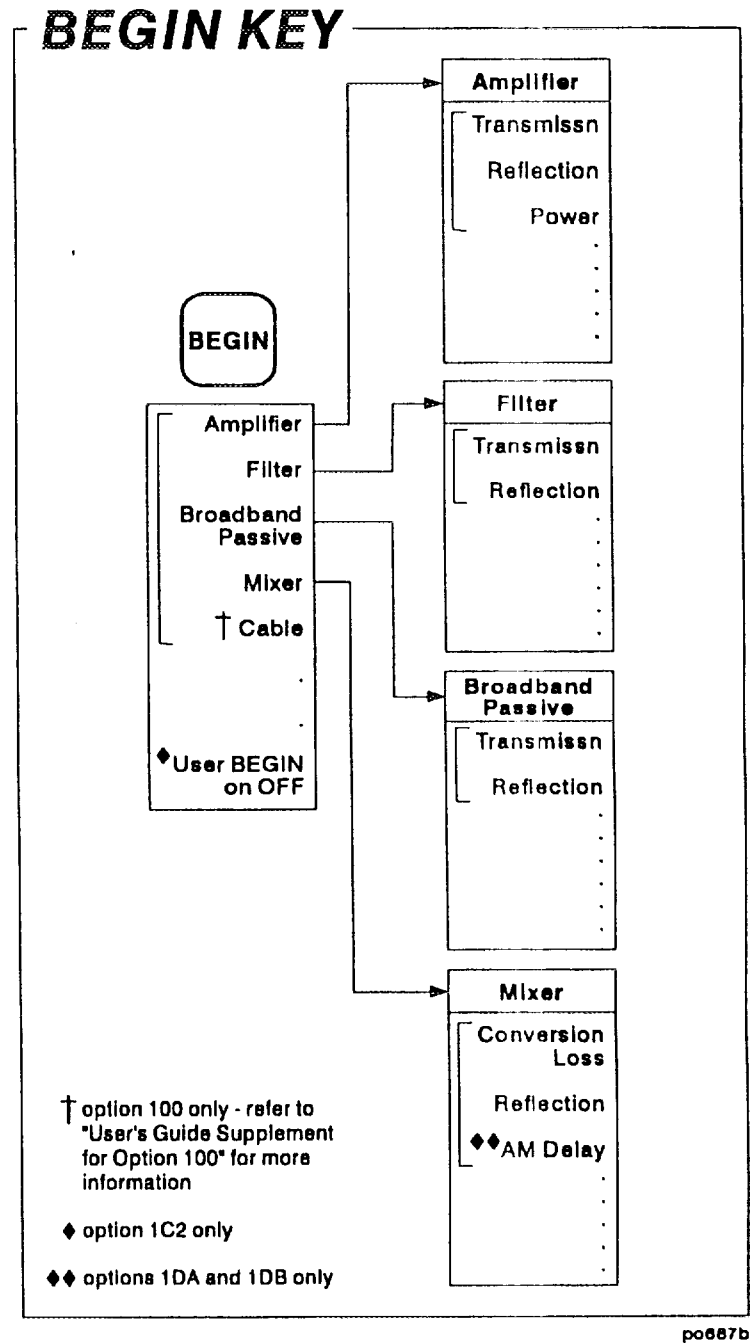 BEGIN KEY
BEGIN
Amplifier
Filter
Broadband
Passive
Mixer
† Cable
.
.
♦User BEGIN
on OFF
Amplifier
Transmissn
Reflection
Power
.
.
.
.
.
Filter
Transmissn
Reflection
.
.
.
.
.
.
Broadband
Passive
Transmissn
Reflection
.
.
.
.
.
.
Mixer
Conversion
Loss
Reflection
♦♦AM Delay
.
.
.
.
.
† option 100 only - refer to
"User's Guide Supplement
for Option 100" for more
information
♦ option 1C2 only
♦♦ options 1DA and 1DB only
po687b